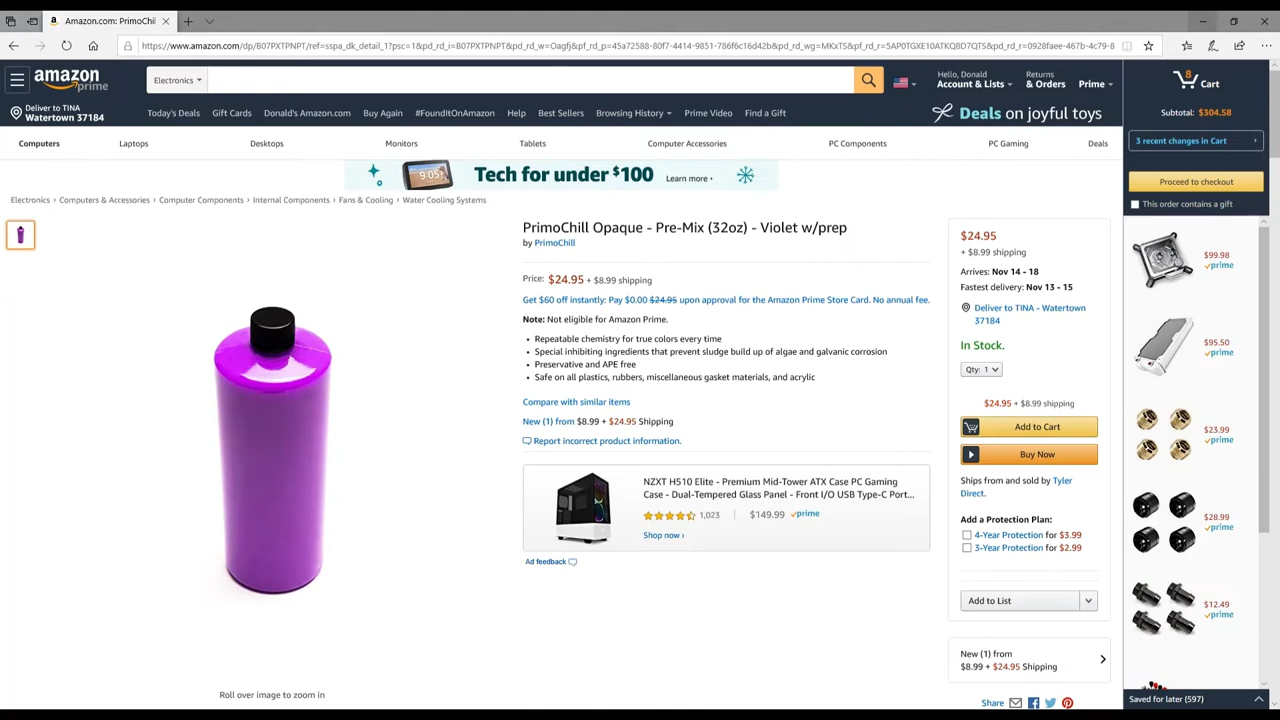 Amazon.com: PrimoChil
https://www.amazon.com/dp/B07PXTPNPT/ref=sspa_dk_detail_1?psc=1&pd_rd_i=B07PXTPNPT&pd_rd_w=Oagfj&pf_rd_p=45a72588-80f7-4414-9851-786f6c16d42b&pd_rd_wg=MKxTS&pf_rd_r=5AP0TGXE10ATKQ8D7QTS&pd_rd_r=0928faee-467b-4c79-8
amazon prime
Electronics
Hello, Donald
Account & Lists
Returns
& Orders
Prime
8
Cart
Deliver to TINA
Watertown 37184
Today's Deals Gift Cards Donald's Amazon.com Buy Again #FoundItOnAmazon Help Best Sellers Browsing History Prime Video Find a Gift
Deals on joyful toys
Subtotal: $304.58
3 recent changes in Cart
Computers Laptops Desktops Monitors Tablets Computer Accessories PC Components PC Gaming Deals
9:05
Tech for under $100 Learn more
Proceed to checkout
This order contains a gift
Electronics › Computers & Accessories › Computer Components › Internal Components › Fans & Cooling › Water Cooling Systems
PrimoChill Opaque - Pre-Mix (32oz) - Violet w/prep
by PrimoChill
Price: $24.95 + $8.99 shipping
Get $60 off instantly: Pay $0.00 $24.95 upon approval for the Amazon Prime Store Card. No annual fee.
Note: Not eligible for Amazon Prime.
• Repeatable chemistry for true colors every time
• Special inhibiting ingredients that prevent sludge build up of algae and galvanic corrosion
• Preservative and APE free
• Safe on all plastics, rubbers, miscellaneous gasket materials, and acrylic
Compare with similar items
New (1) from $8.99 + $24.95 Shipping
Report incorrect product information.
NZXT H510 Elite - Premium Mid-Tower ATX Case PC Gaming
Case - Dual-Tempered Glass Panel - Front I/O USB Type-C Port...
1,023 $149.99 prime
Shop now ›
Ad feedback
Roll over image to zoom in
$24.95
+ $8.99 shipping
Arrives: Nov 14 - 18
Fastest delivery: Nov 13 - 15
Deliver to TINA - Watertown
37184
In Stock.
Qty: 1
$24.95 + $8.99 shipping
Add to Cart
Buy Now
Ships from and sold by Tyler
Direct.
Add a Protection Plan:
4-Year Protection for $3.99
3-Year Protection for $2.99
Add to List
New (1) from
$8.99 + $24.95 Shipping
Share
$99.98
prime
$95.50
prime
$23.99
prime
$28.99
prime
$12.49
prime
Saved for later (597)